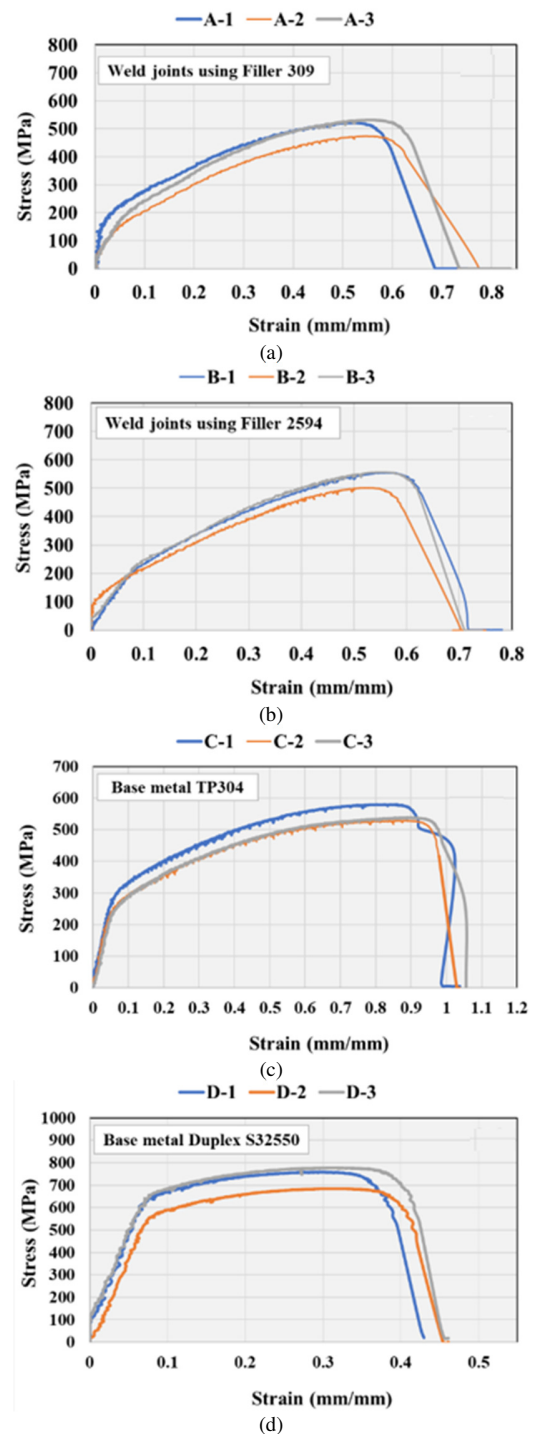 A-1 A-2 A-3
800
700
Weld joints using Filler 309
600
500
400
300
200
100
0
Stress (MPa)
0 0.1 0.2 0.3 0.4 0.5 0.6 0.7 0.8
Strain (mm/mm)
(a)
B-1 B-2 B-3
800
Weld joints using Filler 2594
700
600
500
400
300
200
100
0
Stress (MPa)
0 0.1 0.2 0.3 0.4 0.5 0.6 0.7 0.8
Strain (mm/mm)
(b)
C-1 C-2 C-3
700
Base metal TP304
600
500
400
300
200
100
0
Stress (MPa)
0 0.1 0.2 0.3 0.4 0.5 0.6 0.7 0.8 0.9 1 1.1 1.2
Strain (mm/mm)
(c)
D-1 D-2 D-3
1000
900
Base metal Duplex S32550
800
700
600
500
400
300
200
100
0
Stress (MPa)
0 0.1 0.2 0.3 0.4 0.5
Strain (mm/mm)
(d)